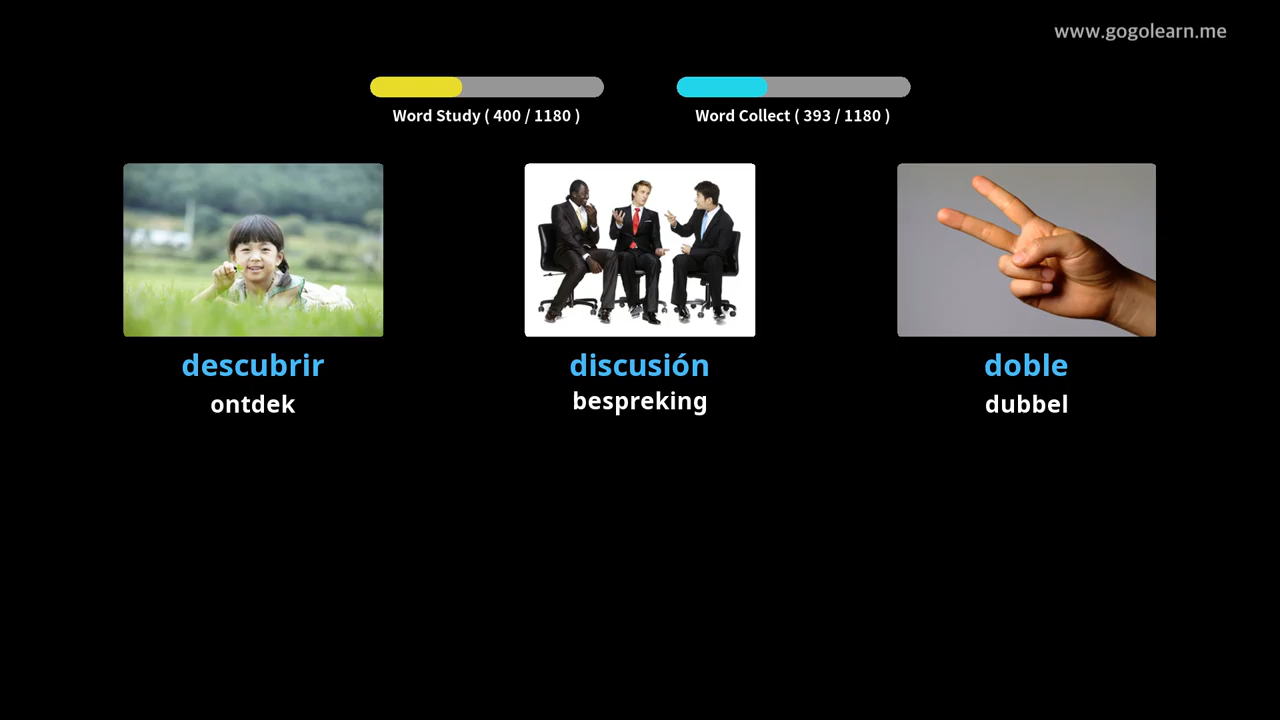 www.gogolearn.me
Word Study ( 400 / 1180 )
Word Collect ( 393 / 1180 )
descubrir
ontdek
discusión
bespreking
doble
dubbel